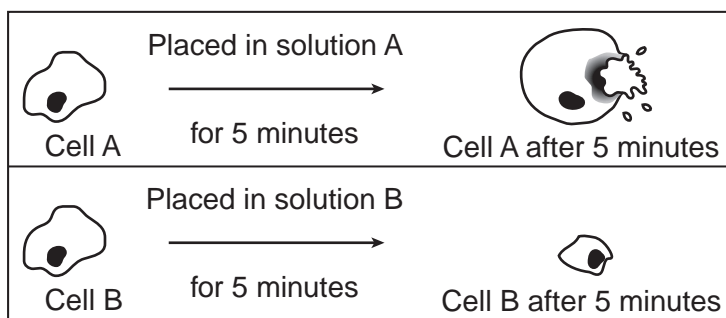 Placed in solution A
for 5 minutes
Cell A
Cell A after 5 minutes
Placed in solution B
for 5 minutes
Cell B
Cell B after 5 minutes